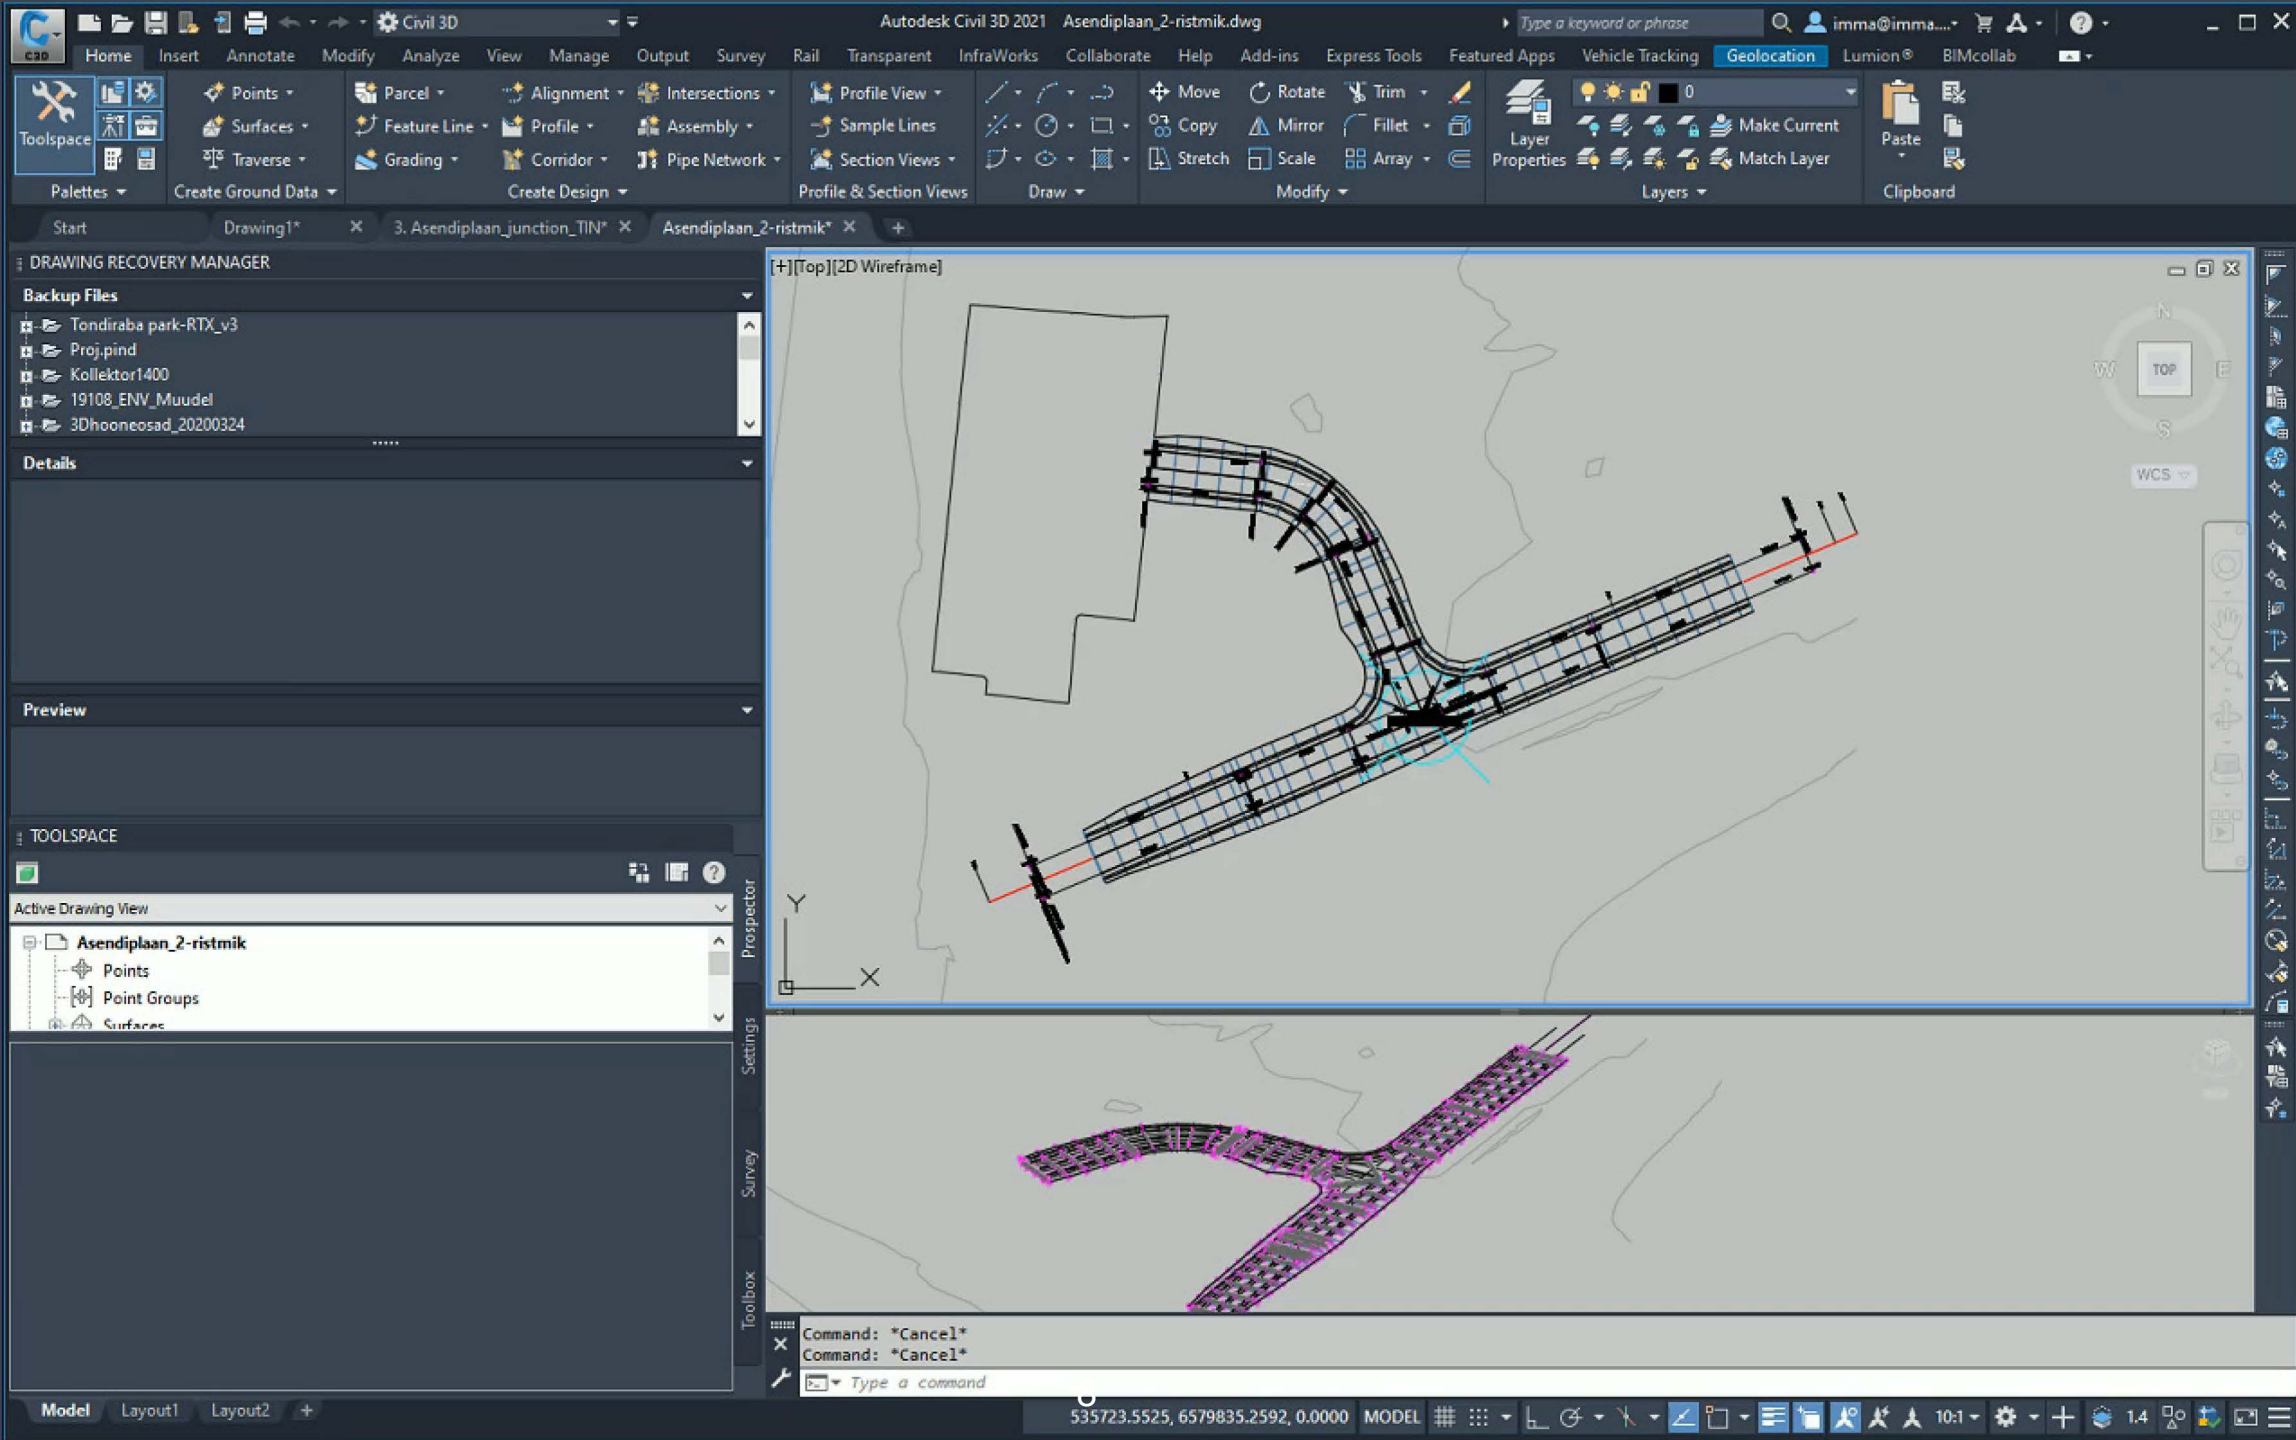 Civil 3D
Autodesk Civil 3D 2021 Asendiplaan_2-ristmik.dwg
Type a keyword or phrase
imma@imma....
C3D
Home Insert Annotate Modify Analyze View Manage Output Survey Rail Transparent InfraWorks Collaborate Help Add-ins Express Tools Featured Apps Vehicle Tracking Geolocation Lumion® BIMcollab
Toolspace
Palettes
Points
Surfaces
Traverse
Create Ground Data
Parcel
Feature Line
Grading
Alignment
Profile
Corridor
Intersections
Assembly
Pipe Network
Create Design
Profile View
Sample Lines
Section Views
Profile & Section Views
Draw
Move
Copy
Stretch
Rotate
Mirror
Scale
Trim
Fillet
Array
Modify
Layer
Properties
0
Make Current
Match Layer
Layers
Paste
Clipboard
Start Drawing1* 3. Asendiplaan_junction_TIN* Asendiplaan_2-ristmik*
DRAWING RECOVERY MANAGER
Backup Files
Tondiraba park-RTX_v3
Proj.pind
Kollektor1400
19108_ENV_Muudel
3Dhooneosad_20200324
Details
Preview
TOOLSPACE
Active Drawing View
Asendiplaan_2-ristmik
Points
Point Groups
Surfaces
Prospector
Settings
Survey
Toolbox
[+][Top][2D Wireframe]
N
W TOP E
S
WCS
Y
X
Command: *Cancel*
Command: *Cancel*
Type a command
Model Layout1 Layout2
535723.5525, 6579835.2592, 0.0000 MODEL 10:1 1.4